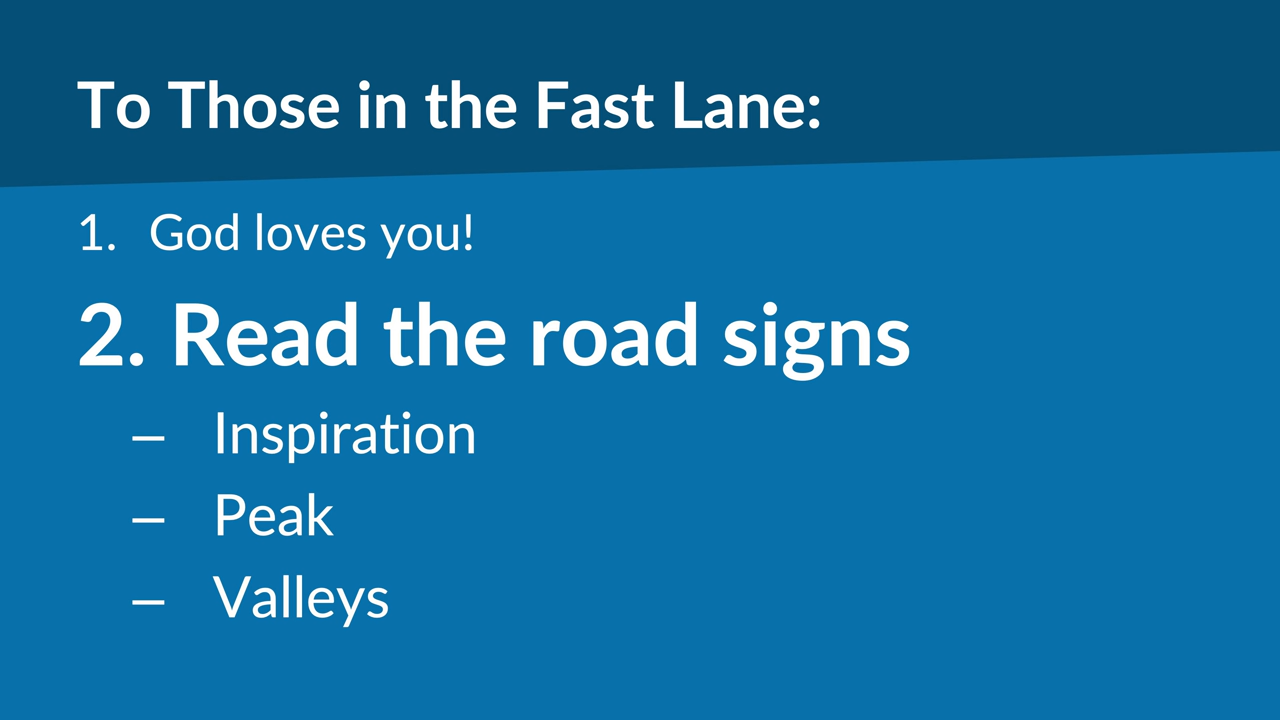 To Those in the Fast Lane:
1. God loves you!
2. Read the road signs
– Inspiration
– Peak
– Valleys